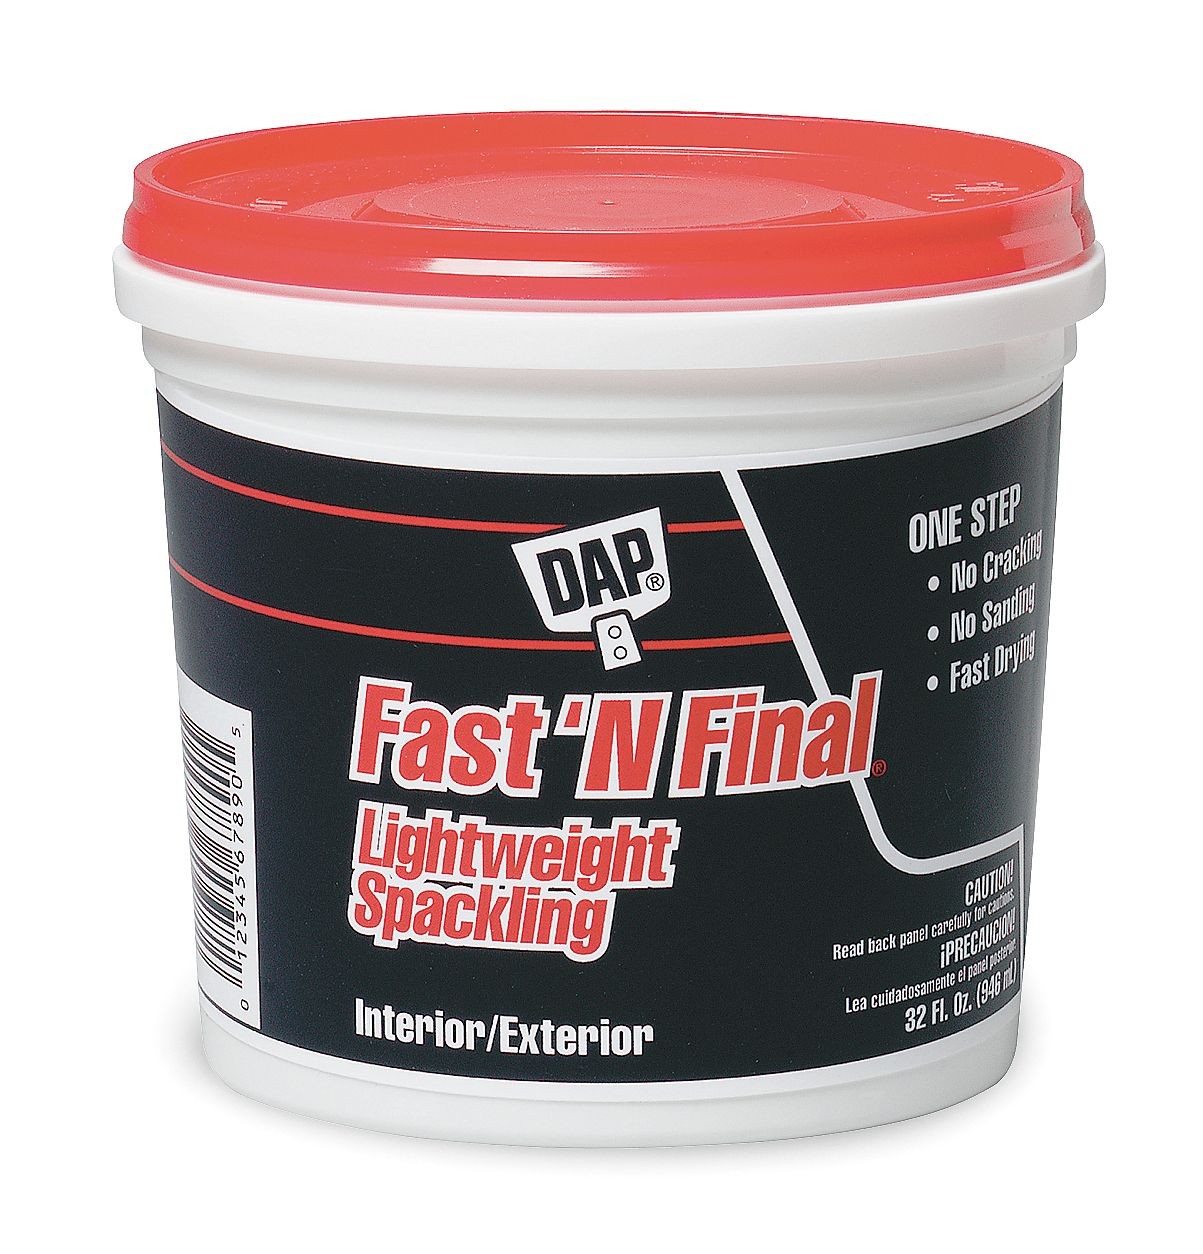 DAP®
Fast 'N Final®
Lightweight
Spackling
Interior/Exterior
ONE STEP
• No Cracking
• No Sanding
• Fast Drying
CAUTION!
Read back panel carefully for cautions.
¡PRECAUCION!
Lea cuidadosamente el panel posterior.
32 Fl. Oz. (946 mL)
0 12345 67890 5